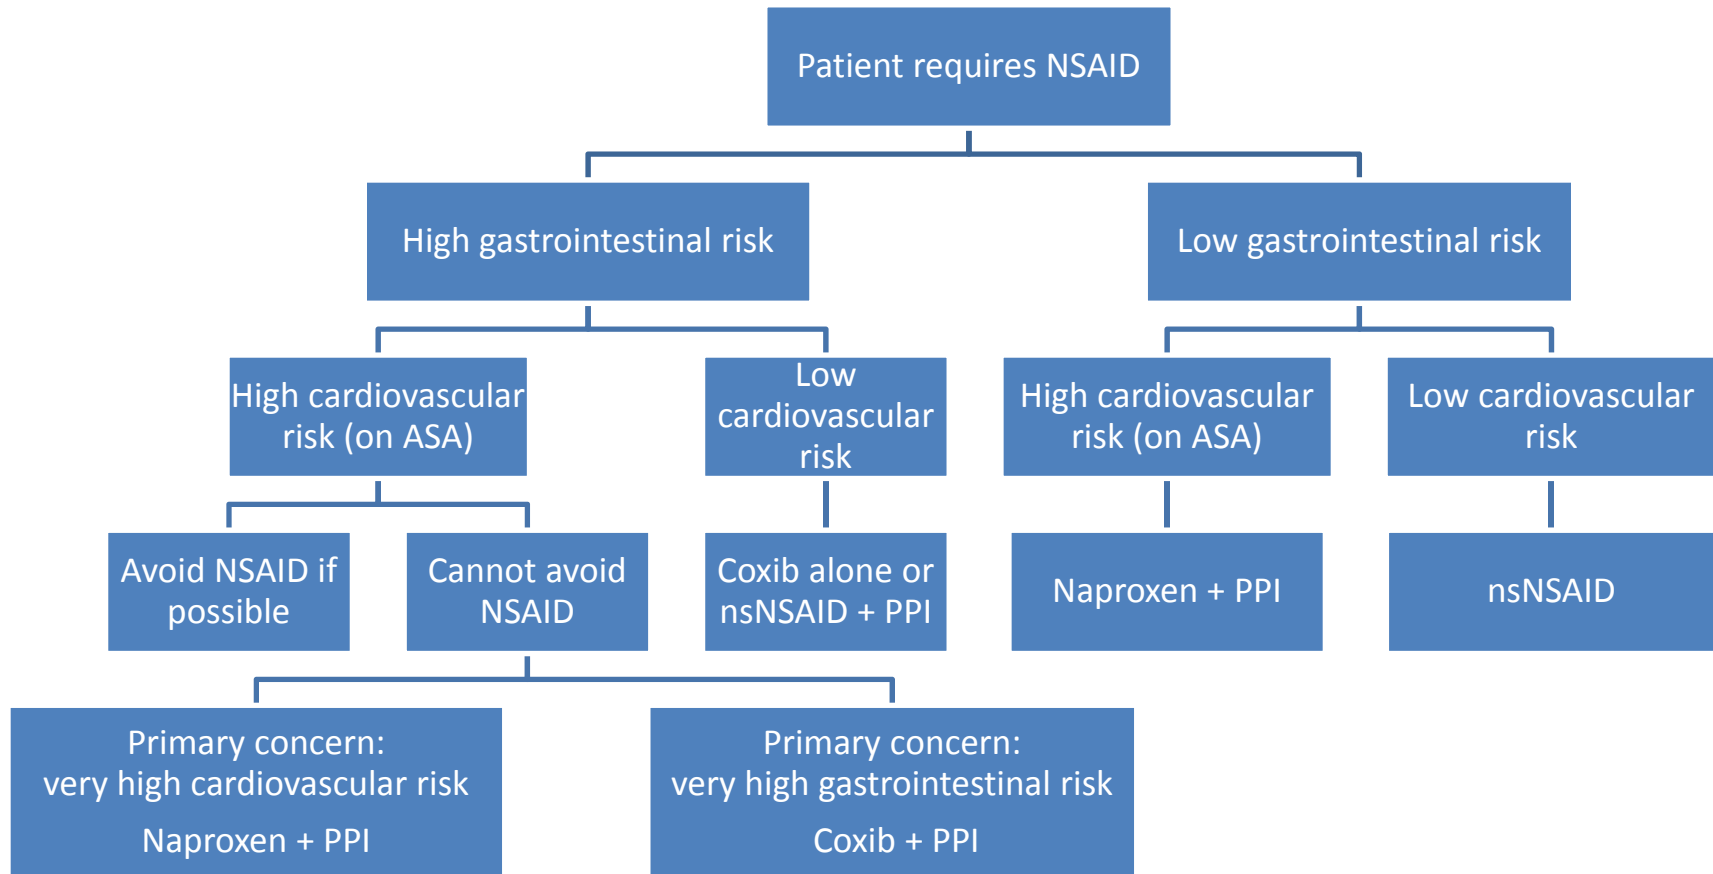 Patient requires NSAID
High gastrointestinal risk
Low gastrointestinal risk
High cardiovascular
risk (on ASA)
Low
cardiovascular
risk
High cardiovascular
risk (on ASA)
Low cardiovascular
risk
Avoid NSAID if
possible
Cannot avoid
NSAID
Coxib alone or
nsNSAID + PPI
Naproxen + PPI
nsNSAID
Primary concern:
very high cardiovascular risk
Naproxen + PPI
Primary concern:
very high gastrointestinal risk
Coxib + PPI